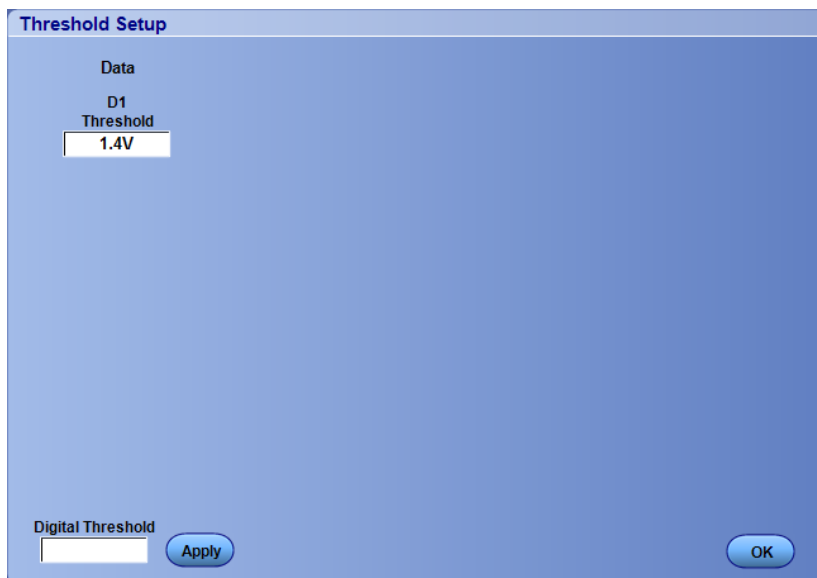 Threshold Setup
Data
D1
Threshold
1.4V
Digital Threshold
Apply
OK